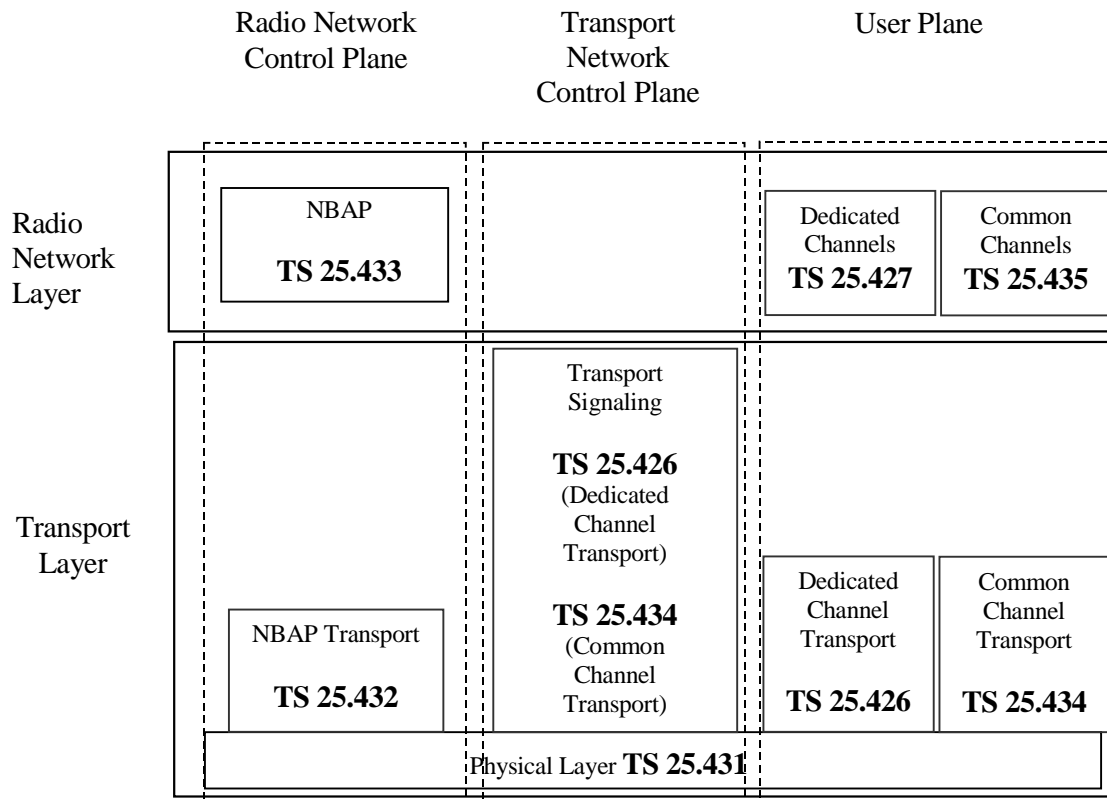 Radio Network
Control Plane
Transport
Network
Control Plane
User Plane
Radio
Network
Layer
NBAP
TS 25.433
Dedicated
Channels
TS 25.427
Common
Channels
TS 25.435
Transport
Layer
NBAP Transport
TS 25.432
Transport
Signaling
TS 25.426
(Dedicated
Channel
Transport)
TS 25.434
(Common
Channel
Transport)
Dedicated
Channel
Transport
TS 25.426
Common
Channel
Transport
TS 25.434
Physical Layer TS 25.431